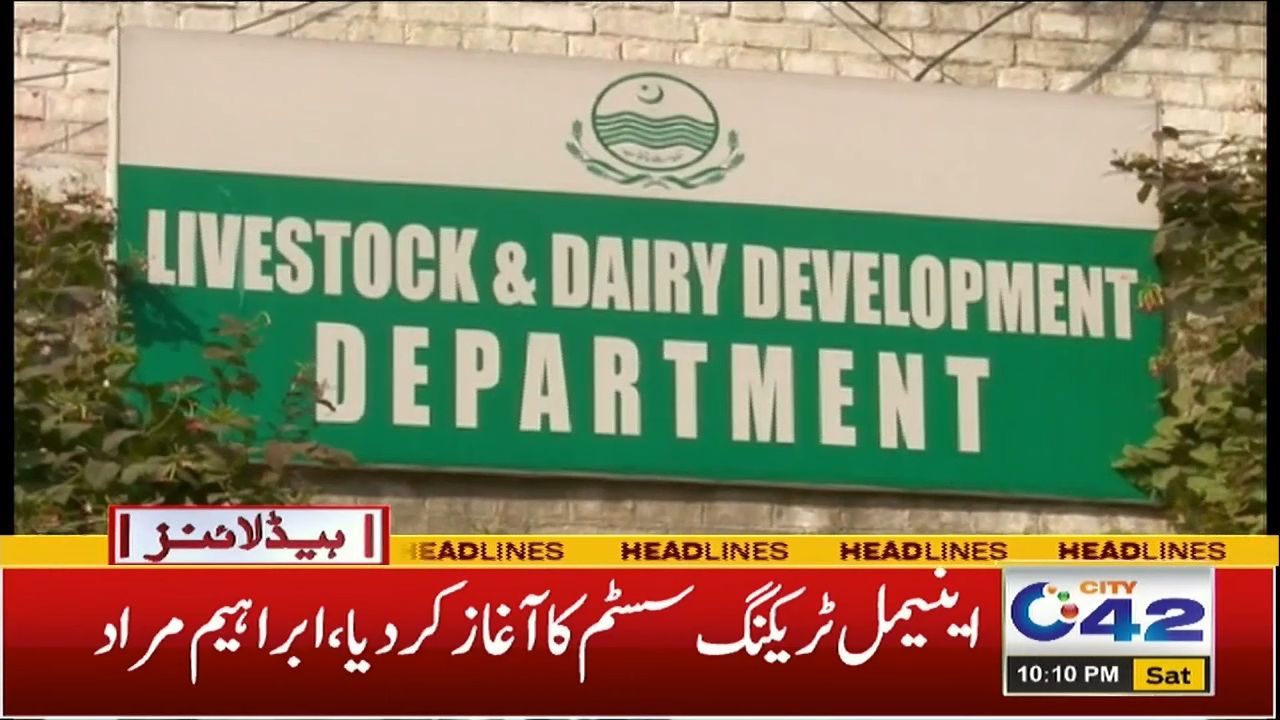 LIVESTOCK & DAIRY DEVELOPMENT
DEPARTMENT
ہیڈلائنز
HEADLINES HEADLINES HEADLINES HEADLINES
اینیمل ٹریکنگ سسٹم کا آغاز کر دیا، ابراہیم مراد
CITY
42
10:10 PM Sat